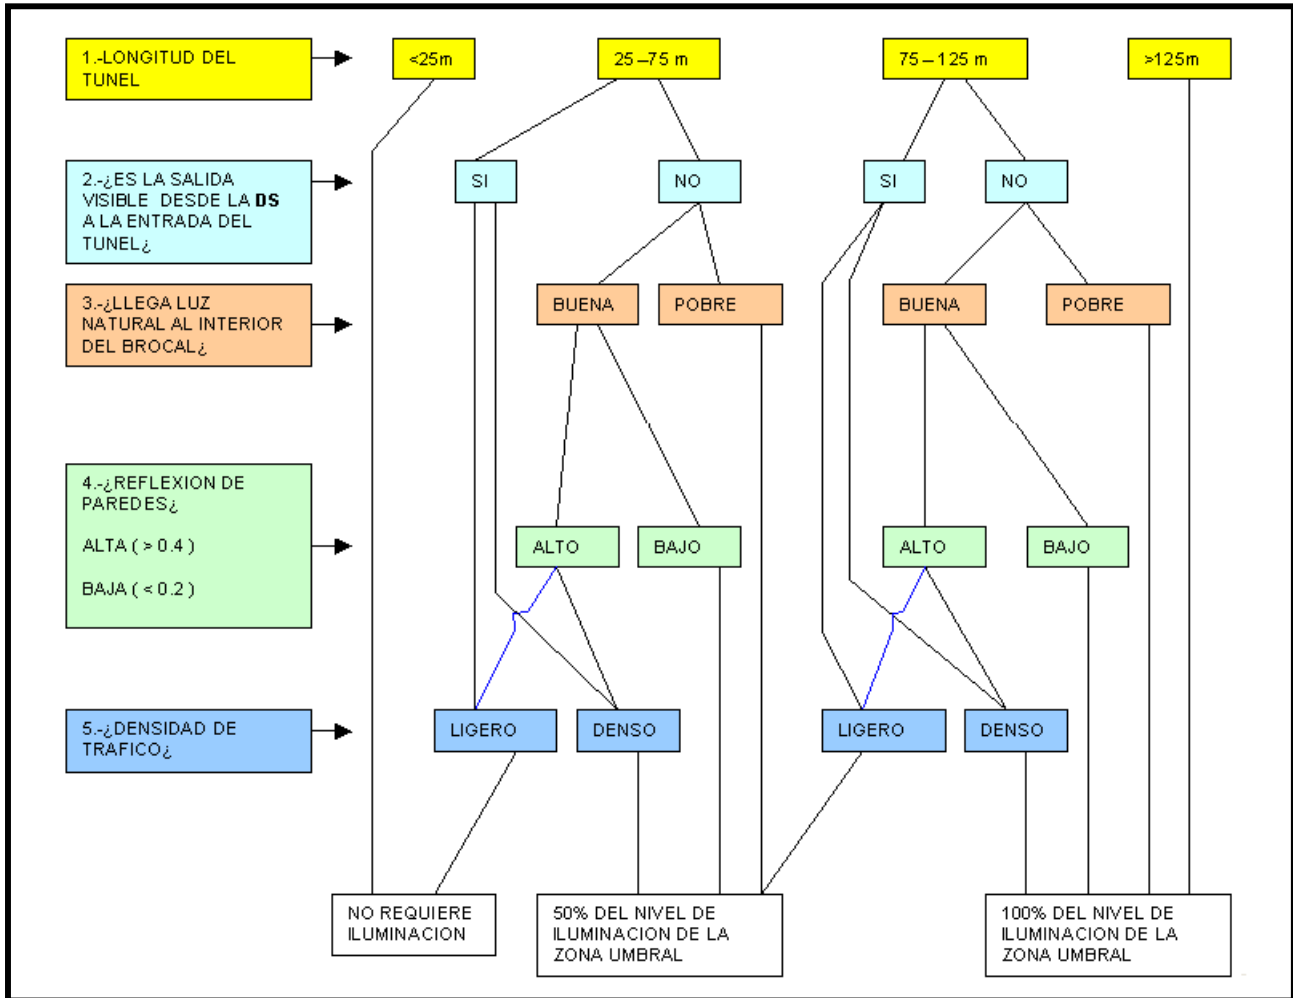 1.-LONGITUD DEL
TUNEL
<25m
25 –75 m
75 – 125 m
>125m
2.-¿ES LA SALIDA
VISIBLE DESDE LA DS
A LA ENTRADA DEL
TUNEL¿
SI
NO
SI
NO
3.-¿LLEGA LUZ
NATURAL AL INTERIOR
DEL BROCAL¿
BUENA
POBRE
BUENA
POBRE
4.-¿REFLEXION DE
PAREDES¿
ALTA ( > 0.4 )
BAJA ( < 0.2 )
ALTO
BAJO
ALTO
BAJO
5.-¿DENSIDAD DE
TRAFICO¿
LIGERO
DENSO
LIGERO
DENSO
NO REQUIERE
ILUMINACION
50% DEL NIVEL DE
ILUMINACION DE LA
ZONA UMBRAL
100% DEL NIVEL DE
ILUMINACION DE LA
ZONA UMBRAL